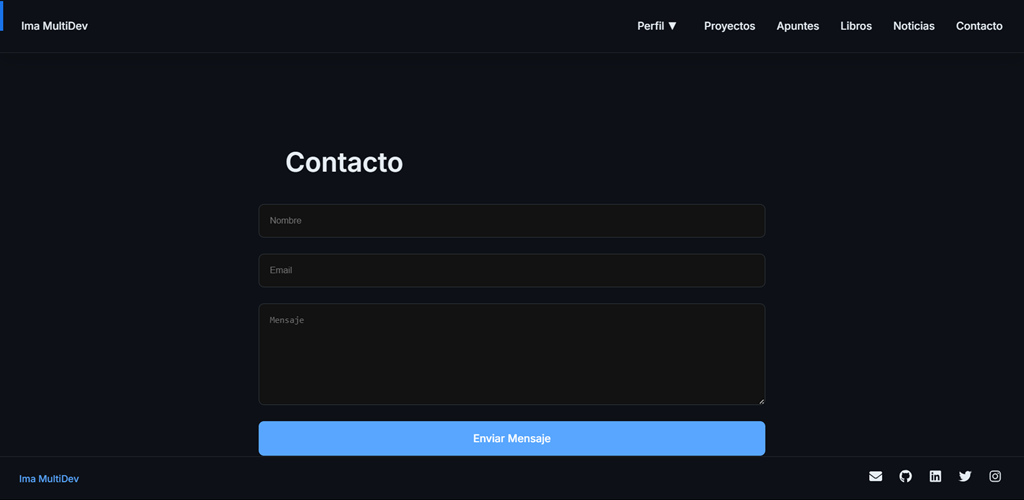 Ima MultiDev
Perfil ▼ Proyectos Apuntes Libros Noticias Contacto
Contacto
Nombre
Email
Mensaje
Enviar Mensaje
Ima MultiDev